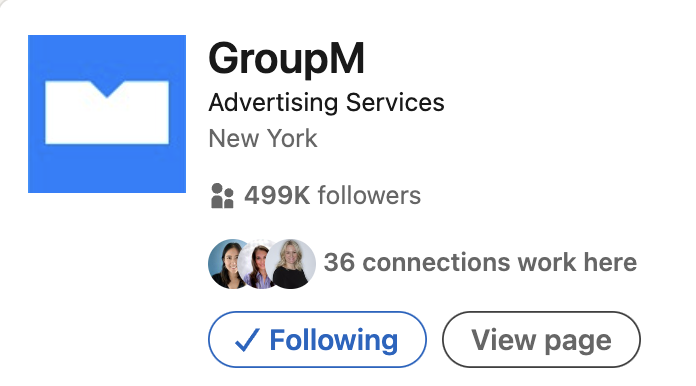 GroupM
Advertising Services
New York
499K followers
36 connections work here
Following
View page